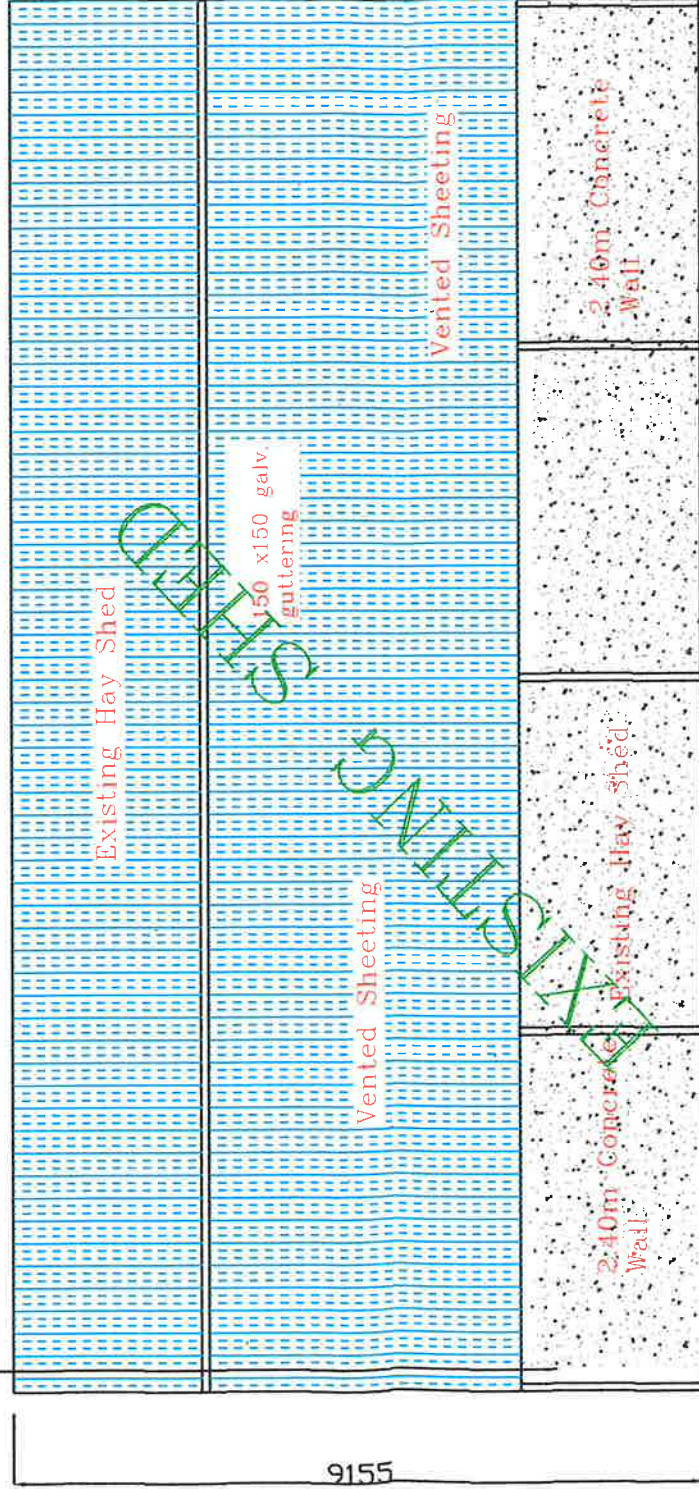 Existing Hay Shed
150 x150 galv.
guttering
Vented Sheeting
Vented Sheeting
EXISTING SHED
2.40m Concrete
Wall
Existing Hay Shed
2 40m Concrete
Wall
9155